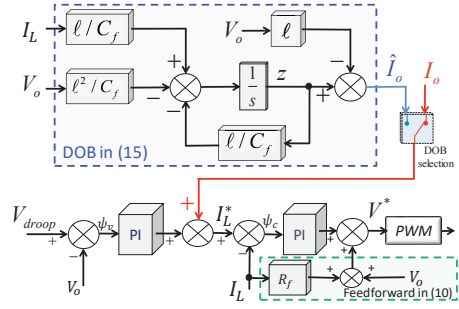 I_L
ℓ/C_f
V_o
ℓ
V_o
ℓ²/C_f
+
−
−
1/s
z
+
−
Î_o
I_o
ℓ/C_f
DOB in (15)
DOB
selection
+
V_droop
+
−
ψ_v
PI
+
I_L^*
+
−
ψ_c
PI
+
+
V^*
PWM
V_o
I_L
R_f
+
+
V_o
Feedforward in (10)